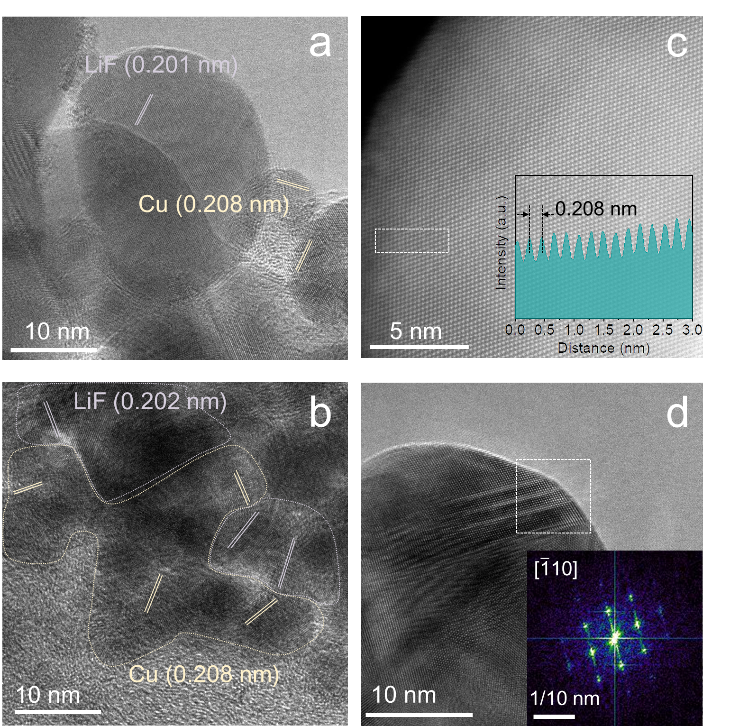 a
LiF (0.201 nm)
Cu (0.208 nm)
10 nm
c
0.208 nm
Intensity (a.u.)
0.0 0.5 1.0 1.5 2.0 2.5 3.0
Distance (nm)
5 nm
b
LiF (0.202 nm)
Cu (0.208 nm)
10 nm
d
[1̅10]
10 nm
1/10 nm